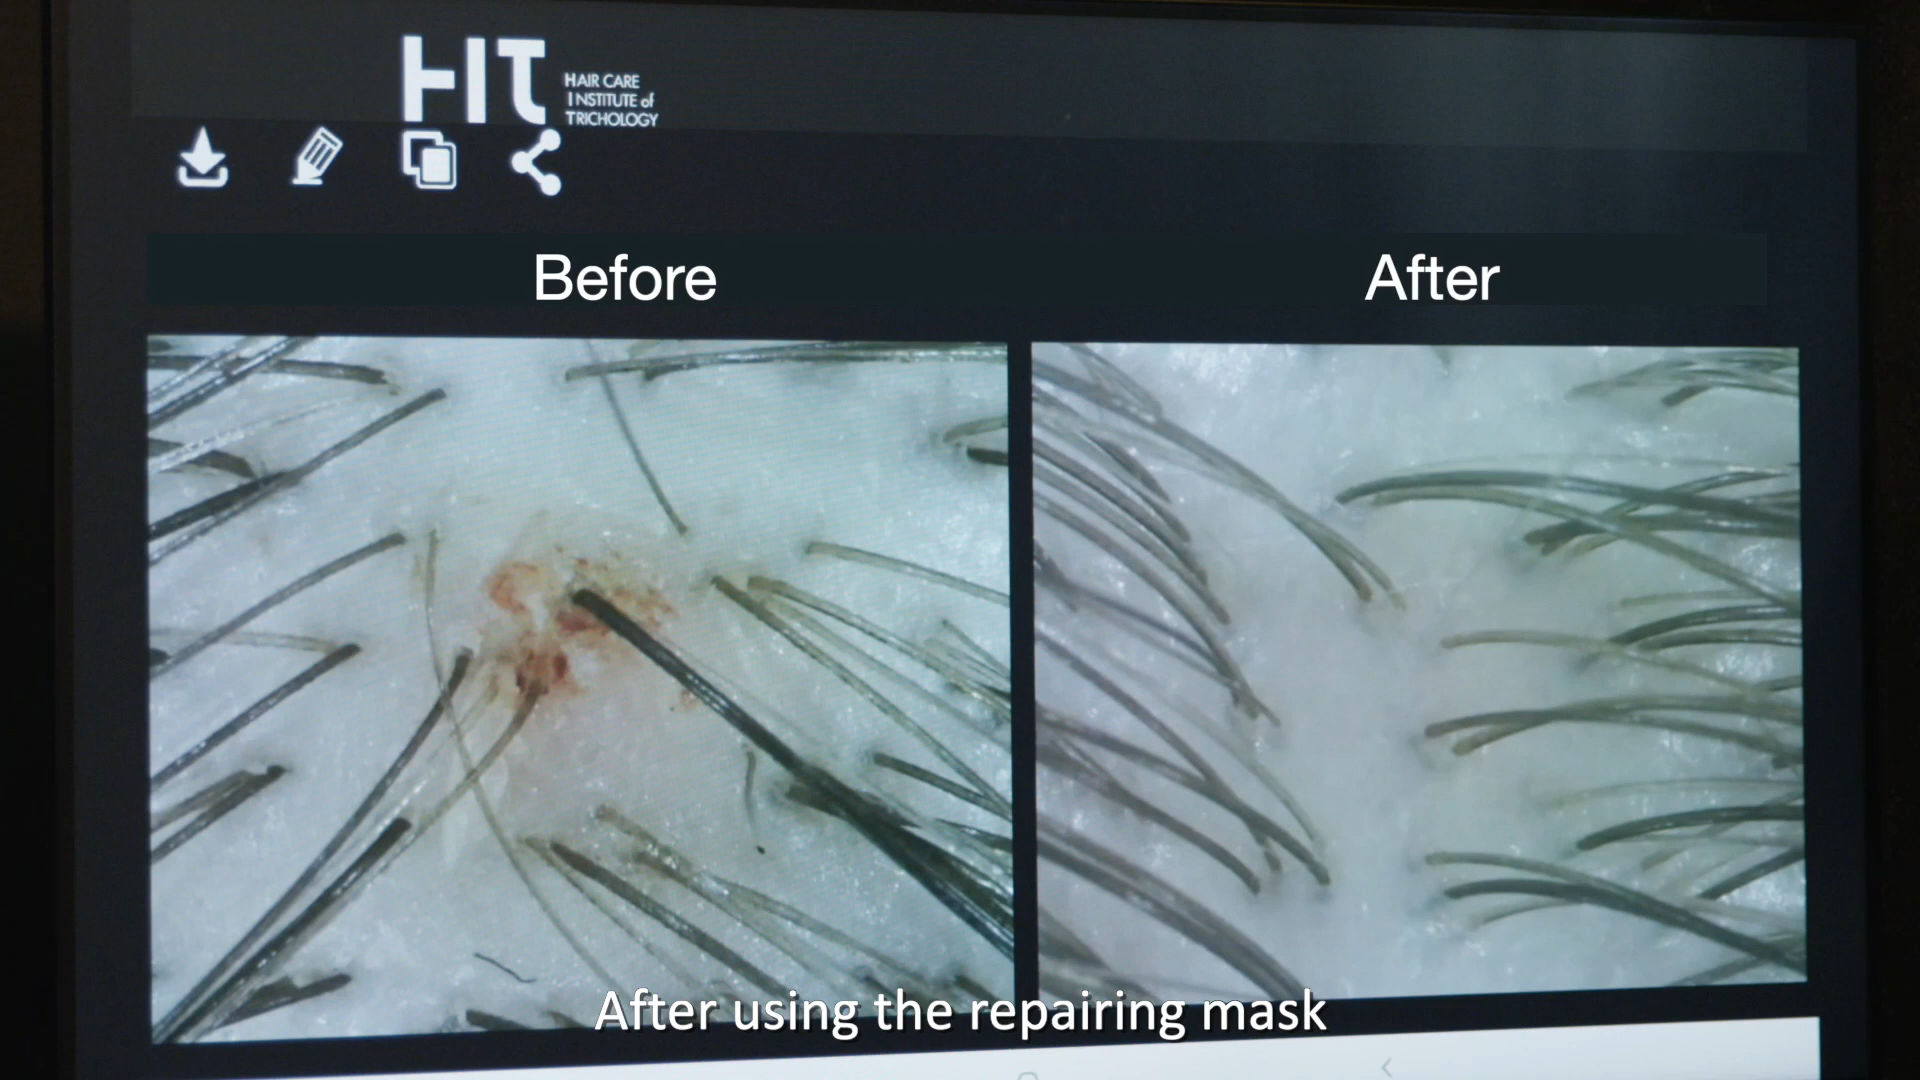 HIT
HAIR CARE
INSTITUTE of
TRICHOLOGY
Before
After
After using the repairing mask